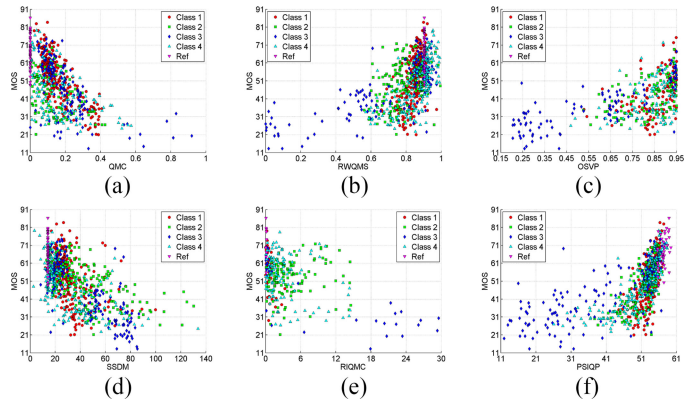 91
81
71
61
51
41
31
21
11
MOS
0 0.2 0.4 0.6 0.8 1
QMC
Class 1
Class 2
Class 3
Class 4
Ref
(a)
91
81
71
61
51
41
31
21
11
MOS
0 0.2 0.4 0.6 0.8 1
RWQMS
Class 1
Class 2
Class 3
Class 4
Ref
(b)
91
81
71
61
51
41
31
21
11
MOS
0.15 0.25 0.35 0.45 0.55 0.65 0.75 0.85 0.95
OSVP
Class 1
Class 2
Class 3
Class 4
Ref
(c)
91
81
71
61
51
41
31
21
11
MOS
0 20 40 60 80 100 120 140
SSDM
Class 1
Class 2
Class 3
Class 4
Ref
(d)
91
81
71
61
51
41
31
21
11
MOS
0 6 12 18 24 30
RIQMC
Class 1
Class 2
Class 3
Class 4
Ref
(e)
91
81
71
61
51
41
31
21
11
MOS
11 21 31 41 51 61
PSIQP
Class 1
Class 2
Class 3
Class 4
Ref
(f)